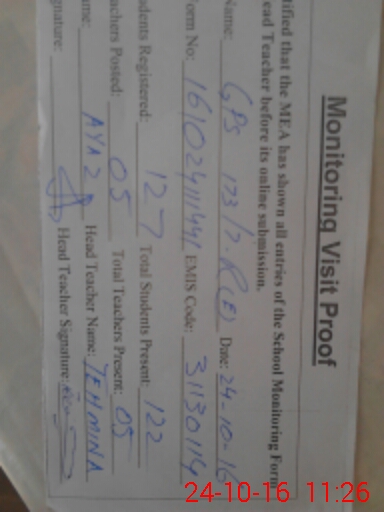 Monitoring Visit Proof
tified that the MEA has shown all entries of the School Monitoring Form
ead Teacher before its online submission.
Name: GPS 173/7-R(E) Date: 24-10-16
orm No: EMIS Code: 31130114
udents Registered: 127 Total Students Present: 122
achers Posted: 05 Total Teachers Present: 05
ame: AYAZ Head Teacher Name: TEHMINA
gnature: Head Teacher Signature:
24-10-16 11:26